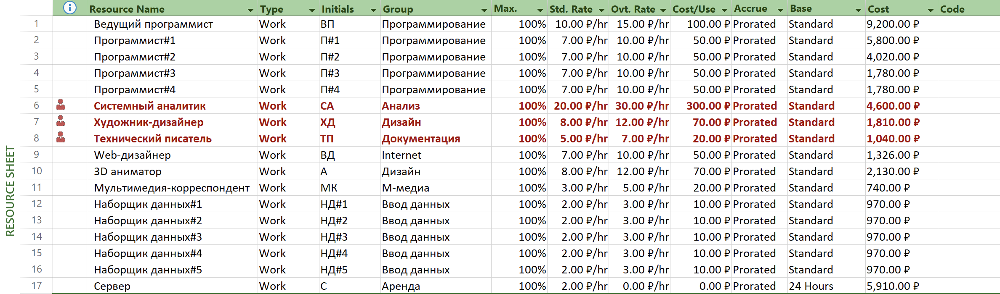 Resource Name Type Initials Group Max. Std. Rate Ovt. Rate Cost/Use Accrue Base Cost Code
1 Ведущий программист Work ВП Программирование 100% 10.00 ₽/hr 15.00 ₽/hr 100.00 ₽ Prorated Standard 9,200.00 ₽
2 Программист#1 Work П#1 Программирование 100% 7.00 ₽/hr 10.00 ₽/hr 50.00 ₽ Prorated Standard 5,800.00 ₽
3 Программист#2 Work П#2 Программирование 100% 7.00 ₽/hr 10.00 ₽/hr 50.00 ₽ Prorated Standard 4,020.00 ₽
4 Программист#3 Work П#3 Программирование 100% 7.00 ₽/hr 10.00 ₽/hr 50.00 ₽ Prorated Standard 1,780.00 ₽
5 Программист#4 Work П#4 Программирование 100% 7.00 ₽/hr 10.00 ₽/hr 50.00 ₽ Prorated Standard 1,780.00 ₽
6 Системный аналитик Work СА Анализ 100% 20.00 ₽/hr 30.00 ₽/hr 300.00 ₽ Prorated Standard 4,600.00 ₽
7 Художник-дизайнер Work ХД Дизайн 100% 8.00 ₽/hr 12.00 ₽/hr 70.00 ₽ Prorated Standard 1,810.00 ₽
8 Технический писатель Work ТП Документация 100% 5.00 ₽/hr 7.00 ₽/hr 20.00 ₽ Prorated Standard 1,040.00 ₽
9 Web-дизайнер Work ВД Internet 100% 7.00 ₽/hr 10.00 ₽/hr 50.00 ₽ Prorated Standard 1,326.00 ₽
10 3D аниматор Work А Дизайн 100% 8.00 ₽/hr 12.00 ₽/hr 70.00 ₽ Prorated Standard 2,130.00 ₽
11 Мультимедия-корреспондент Work МК М-медиа 100% 3.00 ₽/hr 5.00 ₽/hr 20.00 ₽ Prorated Standard 740.00 ₽
12 Наборщик данных#1 Work НД#1 Ввод данных 100% 2.00 ₽/hr 3.00 ₽/hr 10.00 ₽ Prorated Standard 970.00 ₽
13 Наборщик данных#2 Work НД#2 Ввод данных 100% 2.00 ₽/hr 3.00 ₽/hr 10.00 ₽ Prorated Standard 970.00 ₽
14 Наборщик данных#3 Work НД#3 Ввод данных 100% 2.00 ₽/hr 3.00 ₽/hr 10.00 ₽ Prorated Standard 970.00 ₽
15 Наборщик данных#4 Work НД#4 Ввод данных 100% 2.00 ₽/hr 3.00 ₽/hr 10.00 ₽ Prorated Standard 970.00 ₽
16 Наборщик данных#5 Work НД#5 Ввод данных 100% 2.00 ₽/hr 3.00 ₽/hr 10.00 ₽ Prorated Standard 970.00 ₽
17 Сервер Work С Аренда 100% 2.00 ₽/hr 0.00 ₽/hr 0.00 ₽ Prorated 24 Hours 5,910.00 ₽
RESOURCE SHEET